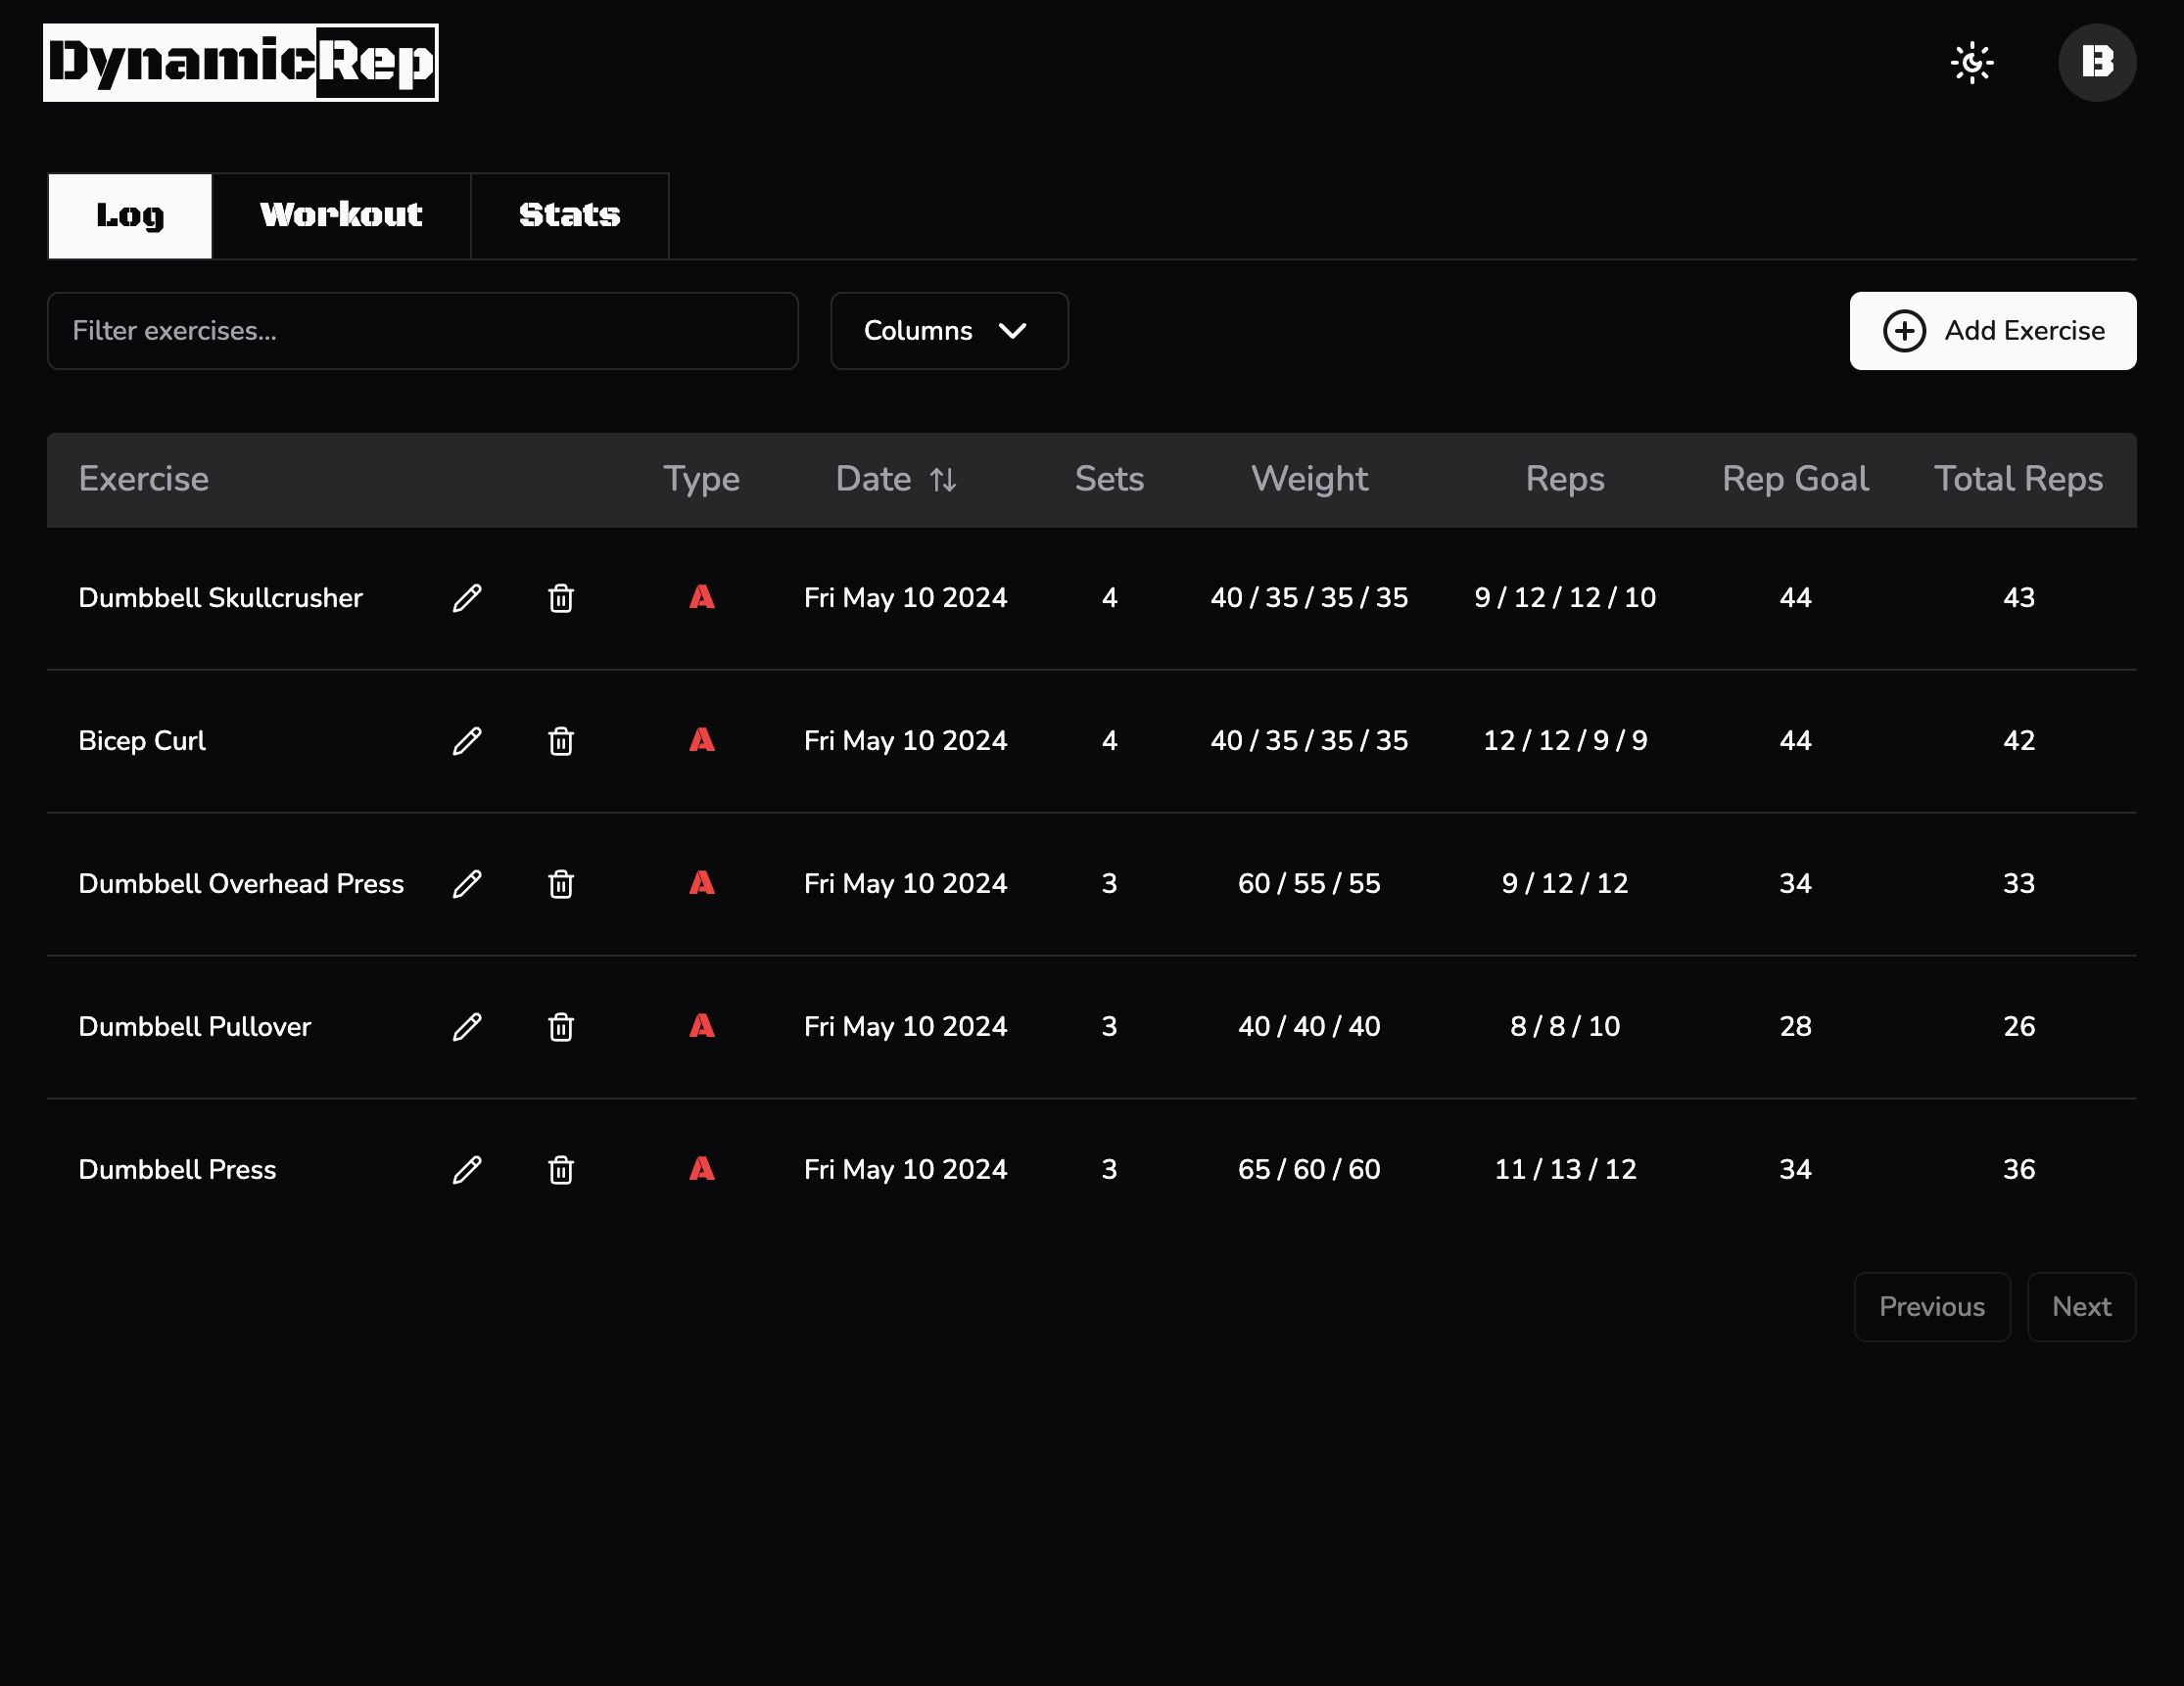 DynamicRep B
Log Workout Stats
Filter exercises... Columns Add Exercise
Exercise Type Date Sets Weight Reps Rep Goal Total Reps
Dumbbell Skullcrusher A Fri May 10 2024 4 40 / 35 / 35 / 35 9 / 12 / 12 / 10 44 43
Bicep Curl A Fri May 10 2024 4 40 / 35 / 35 / 35 12 / 12 / 9 / 9 44 42
Dumbbell Overhead Press A Fri May 10 2024 3 60 / 55 / 55 9 / 12 / 12 34 33
Dumbbell Pullover A Fri May 10 2024 3 40 / 40 / 40 8 / 8 / 10 28 26
Dumbbell Press A Fri May 10 2024 3 65 / 60 / 60 11 / 13 / 12 34 36
Previous Next